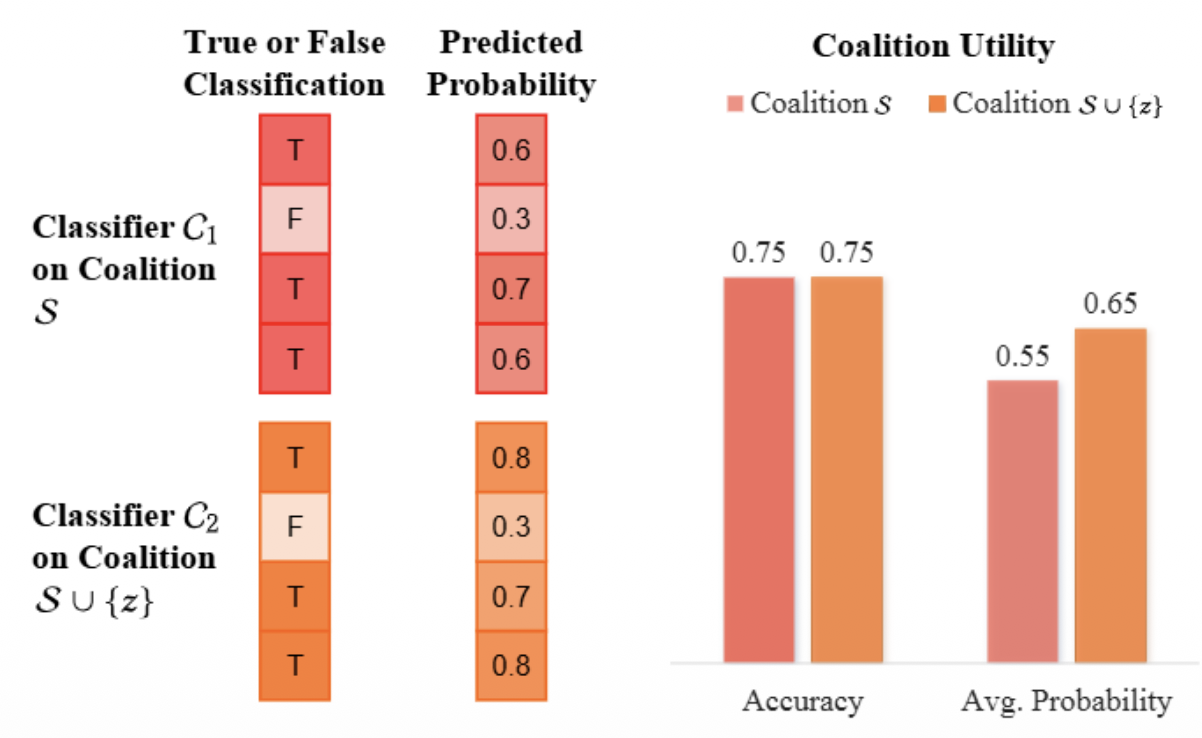 True or False
Classification
Predicted
Probability
Classifier 𝒞₁
on Coalition
𝒮
T
F
T
T
0.6
0.3
0.7
0.6
Classifier 𝒞₂
on Coalition
𝒮 ∪ {z}
T
F
T
T
0.8
0.3
0.7
0.8
Coalition Utility
Coalition 𝒮
Coalition 𝒮 ∪ {z}
0.75
0.75
0.55
0.65
Accuracy
Avg. Probability